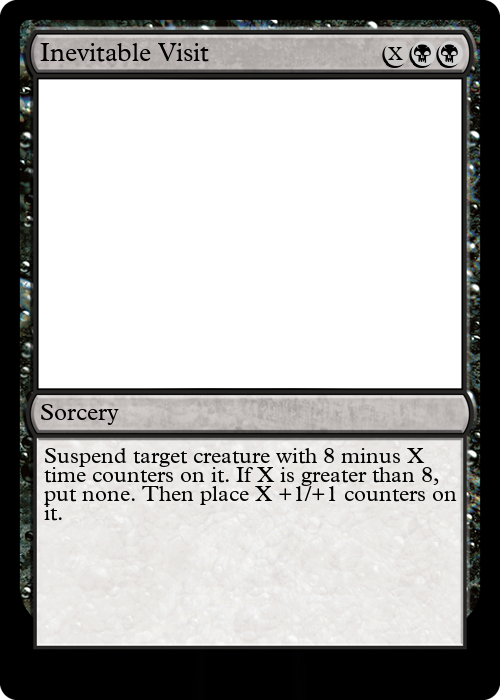 Inevitable Visit
X
Sorcery
Suspend target creature with 8 minus X
time counters on it. If X is greater than 8,
put none. Then place X +1/+1 counters on
it.